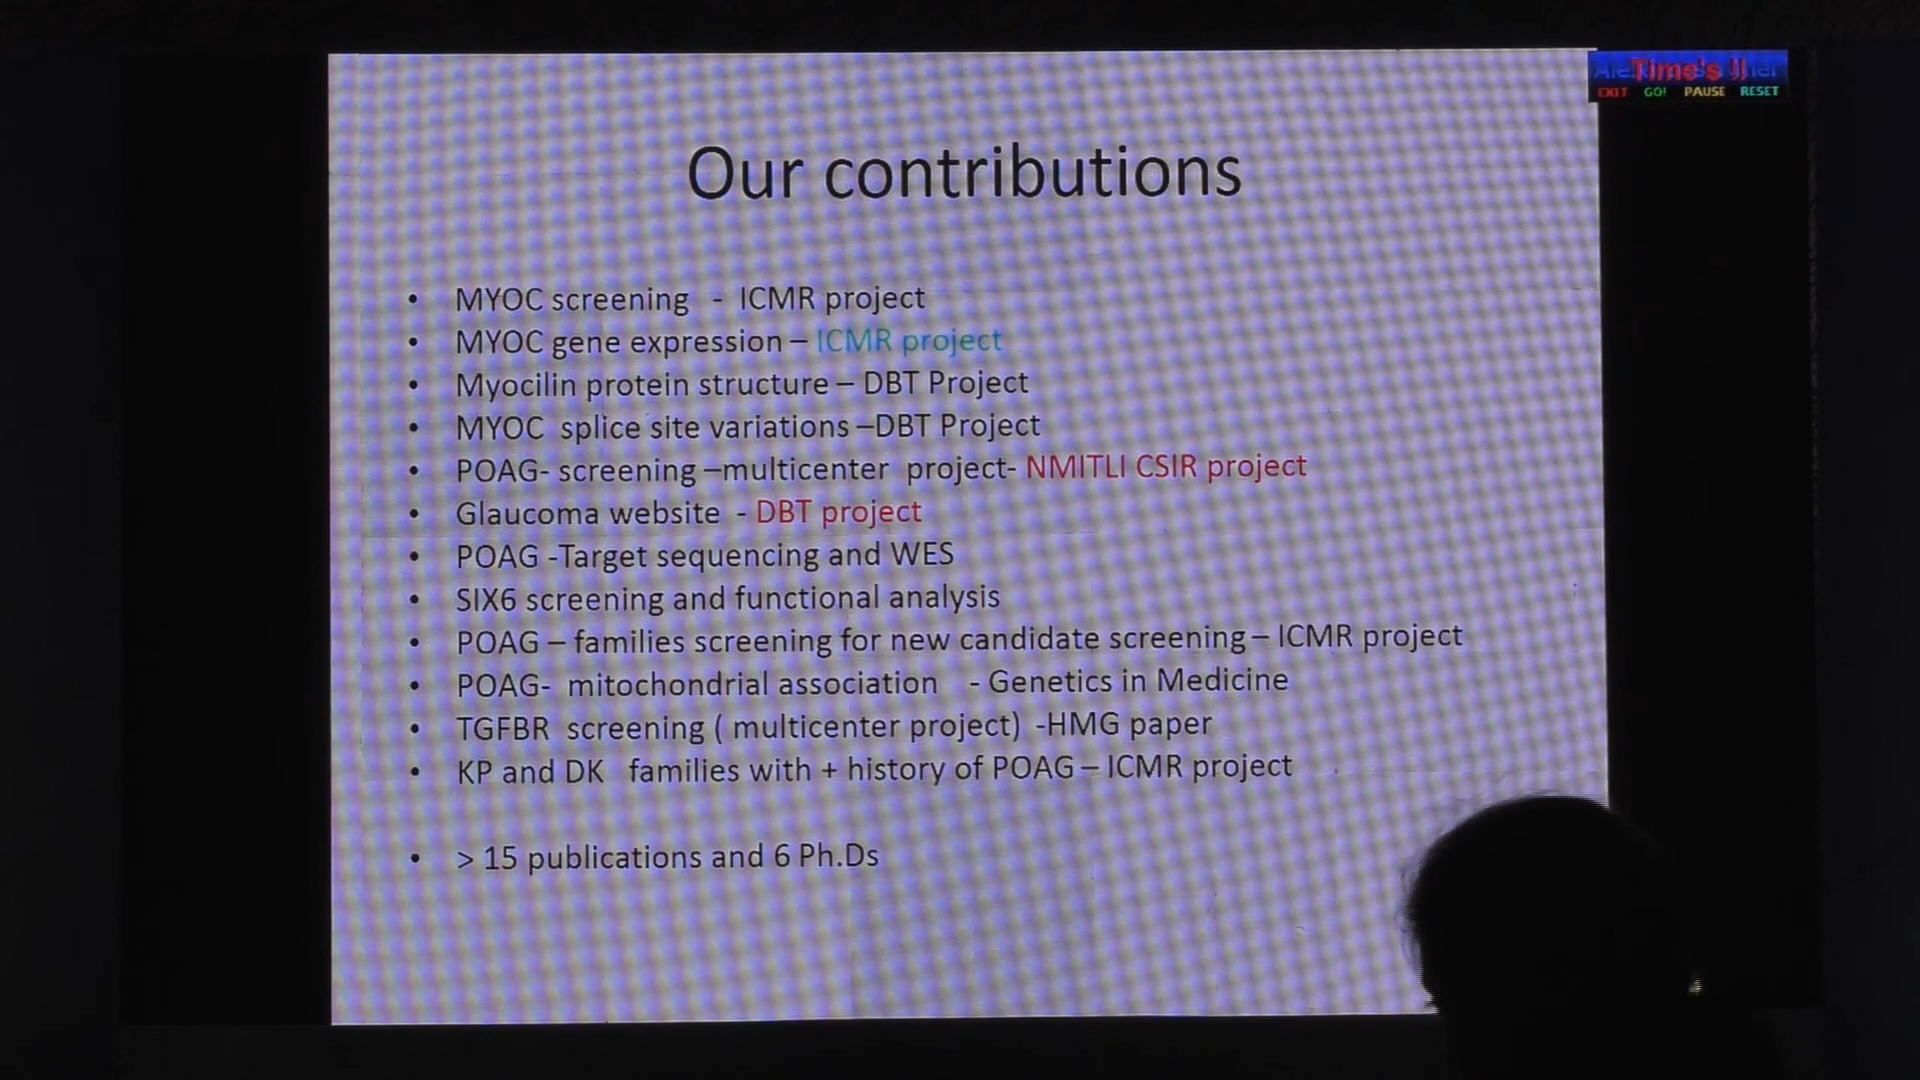 Time's !!
EXIT GO! PAUSE RESET
Our contributions
• MYOC screening - ICMR project
• MYOC gene expression – ICMR project
• Myocilin protein structure – DBT Project
• MYOC splice site variations –DBT Project
• POAG- screening –multicenter project- NMITLI CSIR project
• Glaucoma website - DBT project
• POAG -Target sequencing and WES
• SIX6 screening and functional analysis
• POAG – families screening for new candidate screening – ICMR project
• POAG- mitochondrial association - Genetics in Medicine
• TGFBR screening ( multicenter project) -HMG paper
• KP and DK families with + history of POAG – ICMR project
• > 15 publications and 6 Ph.Ds